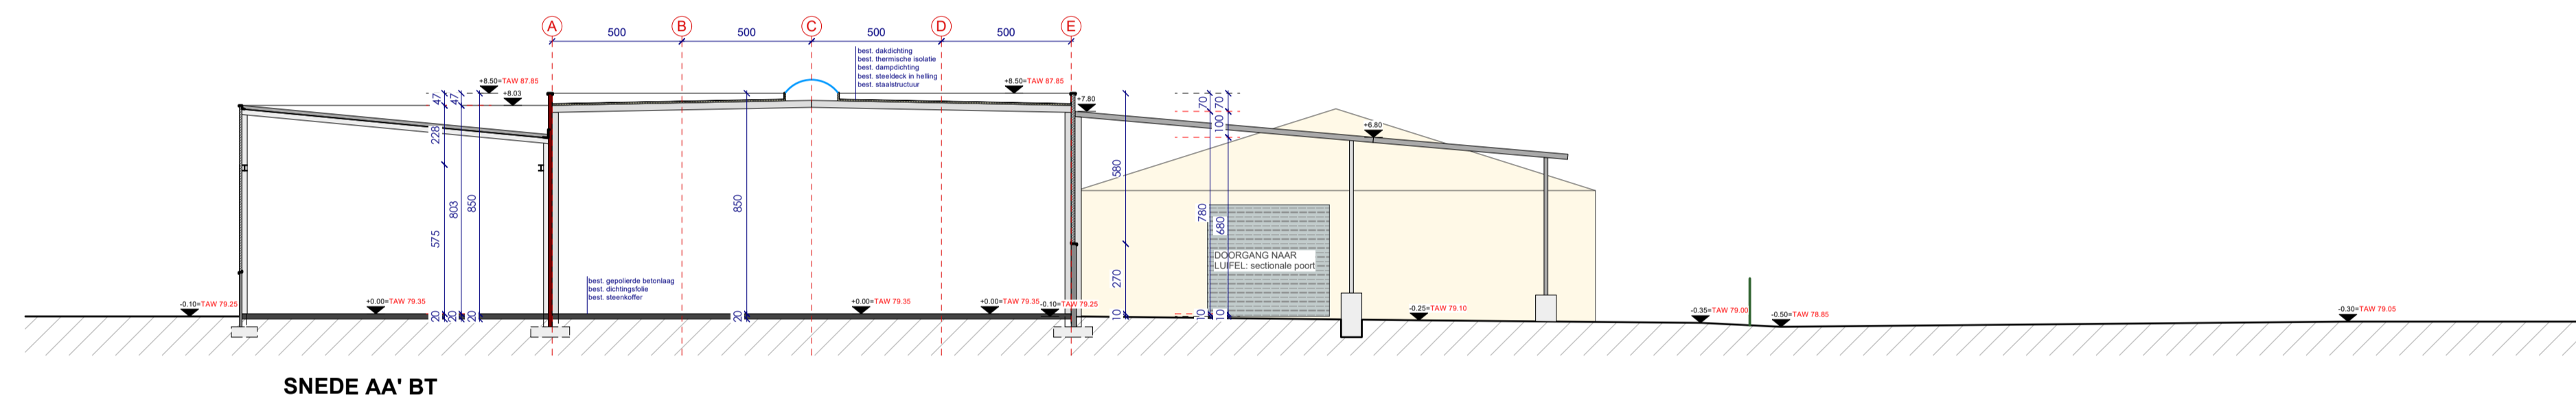 A B C D E
500 500 500 500
best. dakdichting
best. thermische isolatie
best. dampdichting
best. steeldeck in helling
best. staalstructuur
+8.50=TAW 87.85
+8.03
+8.50=TAW 87.85
+7.80
+6.80
47
47
228
575
803
850
20
20
20
850
20
580
270
10
70
780
10
70
100
680
10
DOORGANG NAAR
LUIFEL: sectionale poort
best. gepolierde betonlaag
best. dichtingsfolie
best. steenkoffer
-0.10=TAW 79.25
+0.00=TAW 79.35
+0.00=TAW 79.35
+0.00=TAW 79.35
-0.10=TAW 79.25
-0.25=TAW 79.10
-0.35=TAW 79.00
-0.50=TAW 78.85
-0.30=TAW 79.05
SNEDE AA' BT